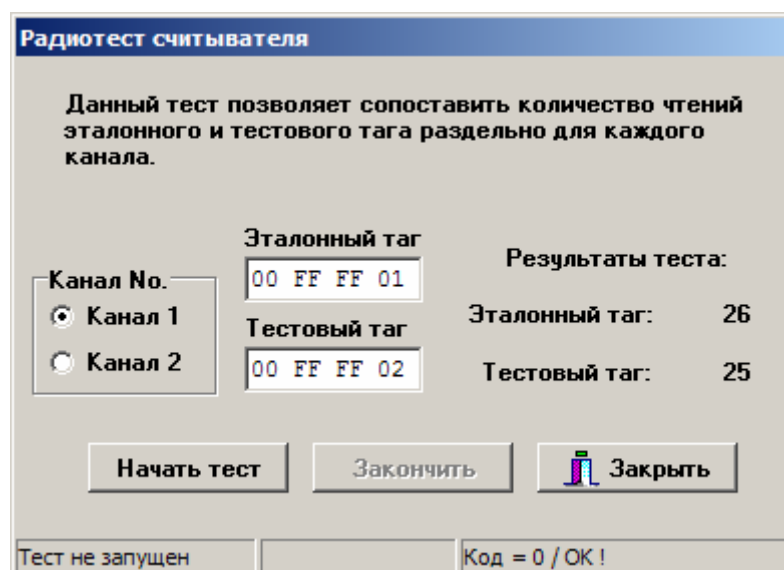 Радиотест считывателя
Данный тест позволяет сопоставить количество чтений
эталонного и тестового тага раздельно для каждого
канала.
Эталонный таг
Результаты теста:
Канал No.
00 FF FF 01
Канал 1
Тестовый таг
Эталонный таг: 26
Канал 2
00 FF FF 02
Тестовый таг: 25
Начать тест
Закончить
Закрыть
Тест не запущен
Код = 0 / OK !